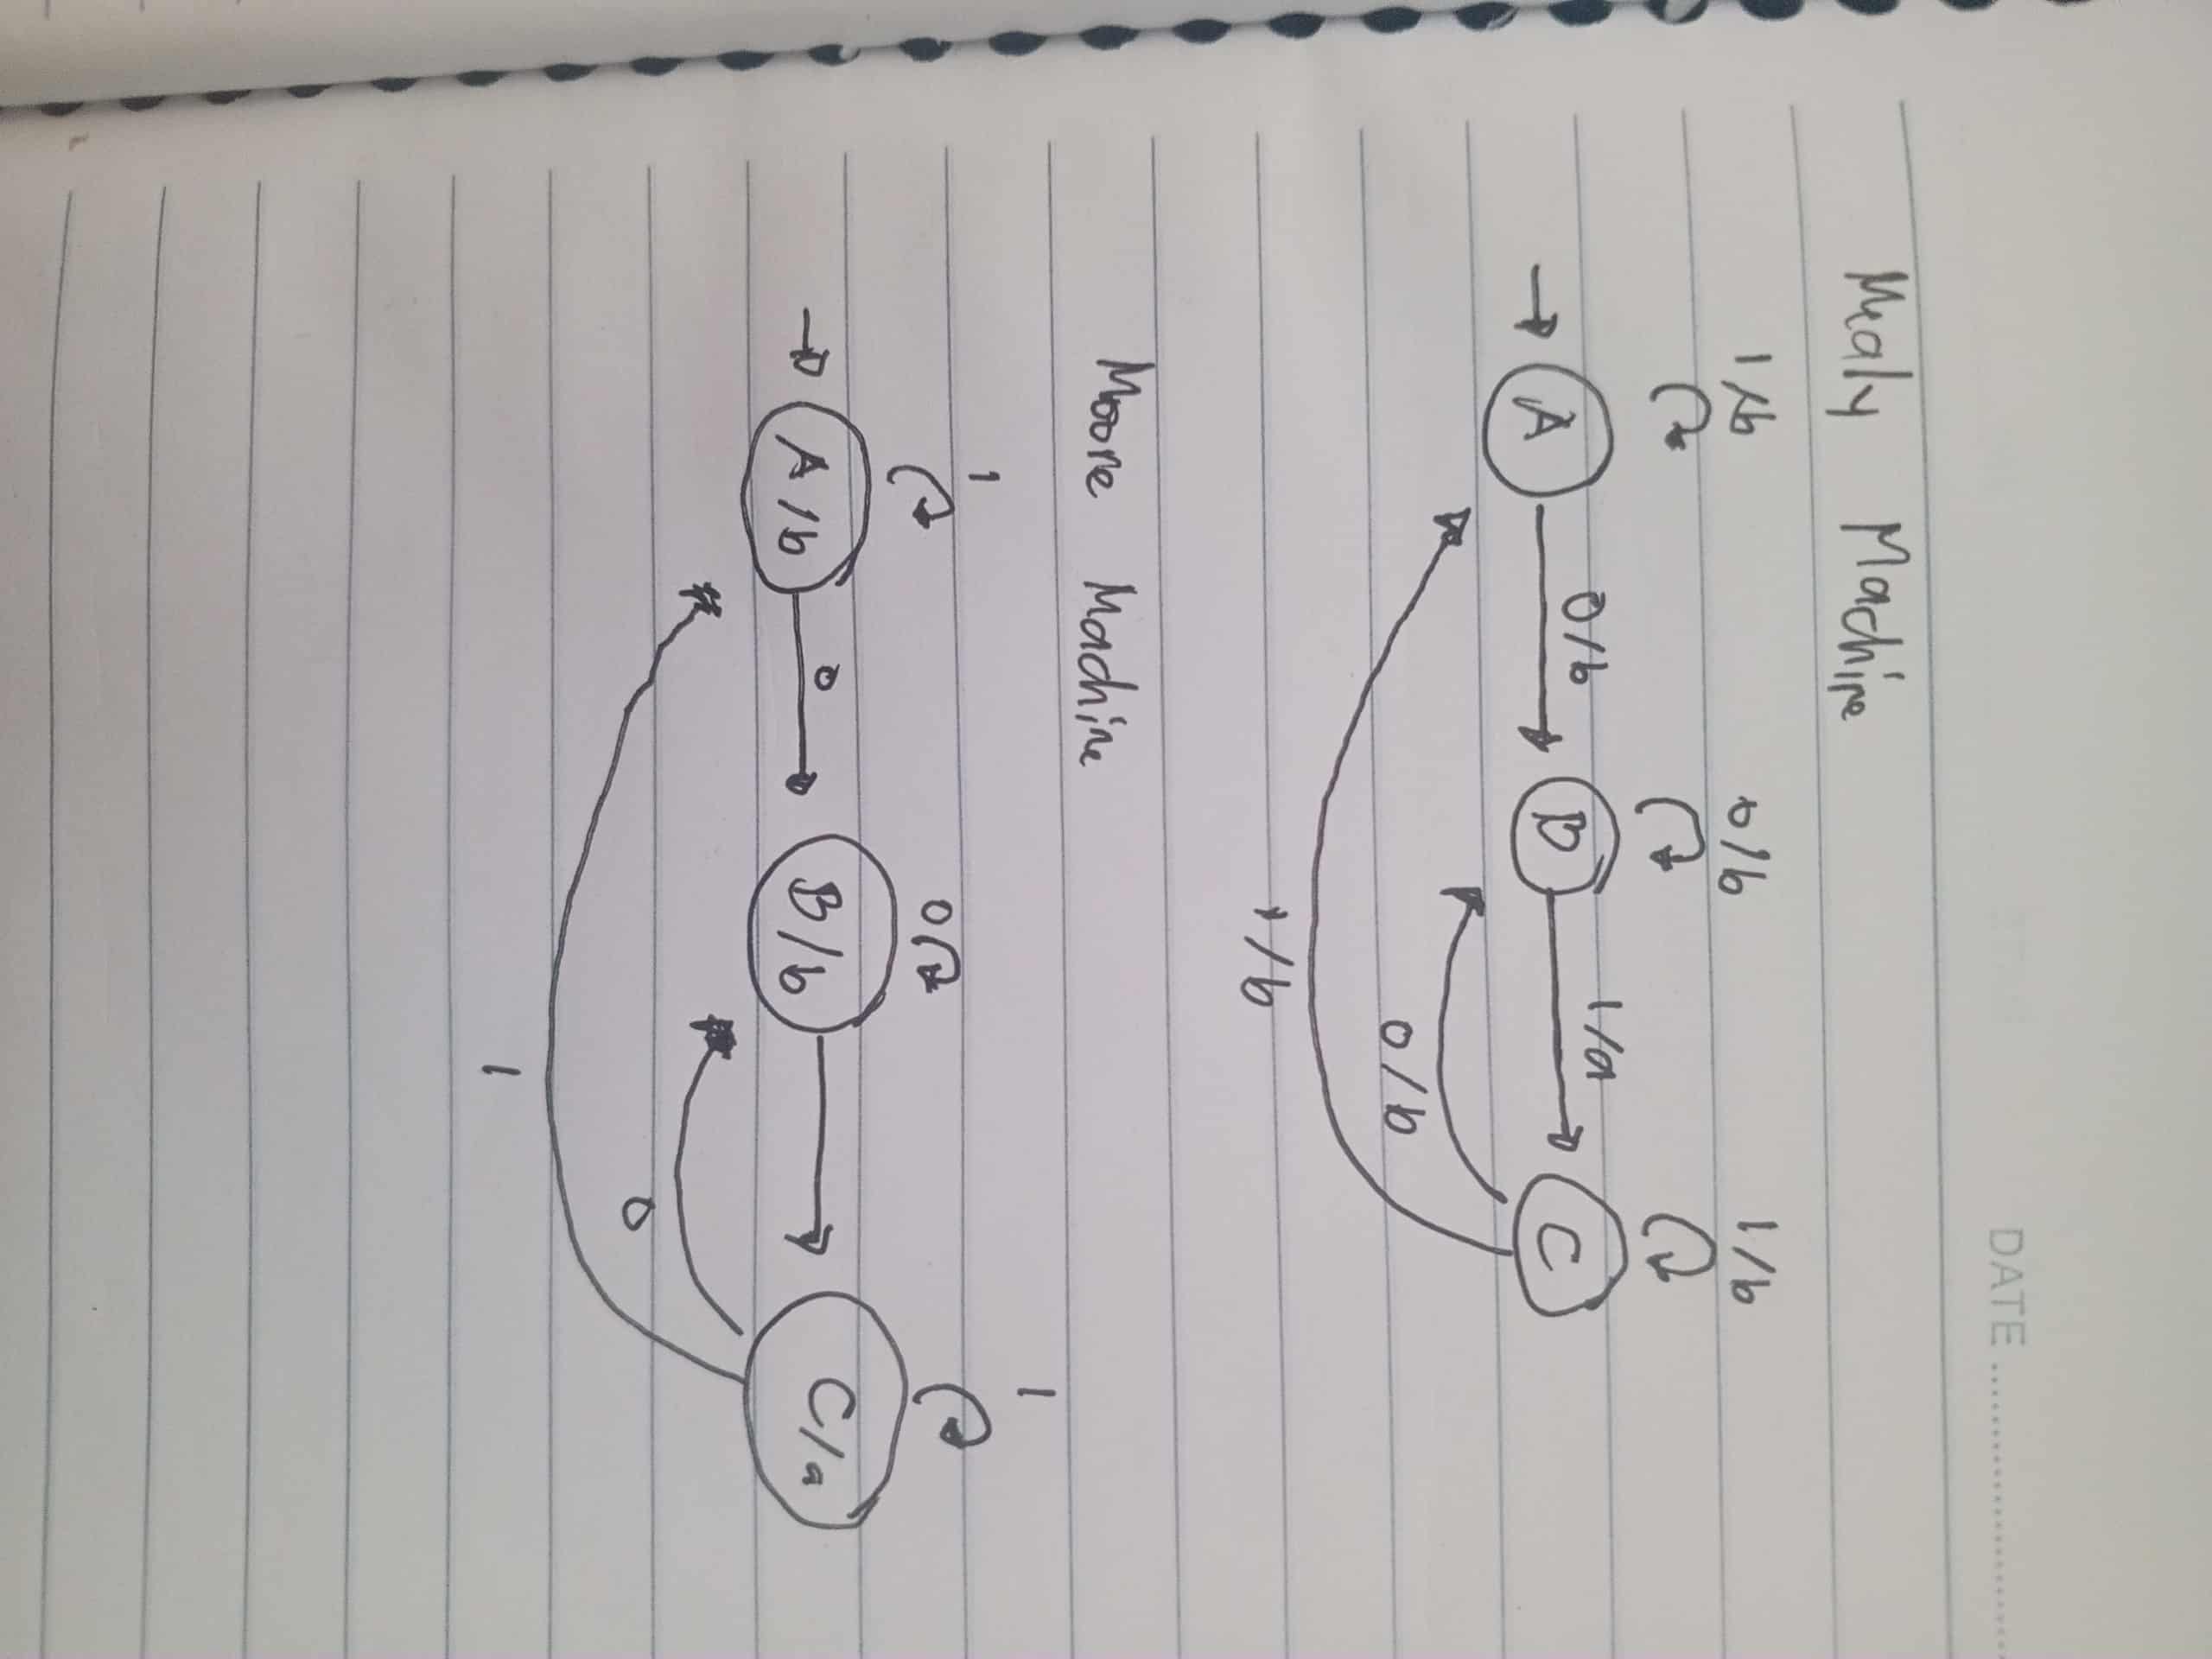 DATE
Mealy Machine
1/b 0/b 1/b
A 0/b B 1/a C
0/b
1/b
Moore Machine
1 0 1
A/b 0 B/b C/a
0
1